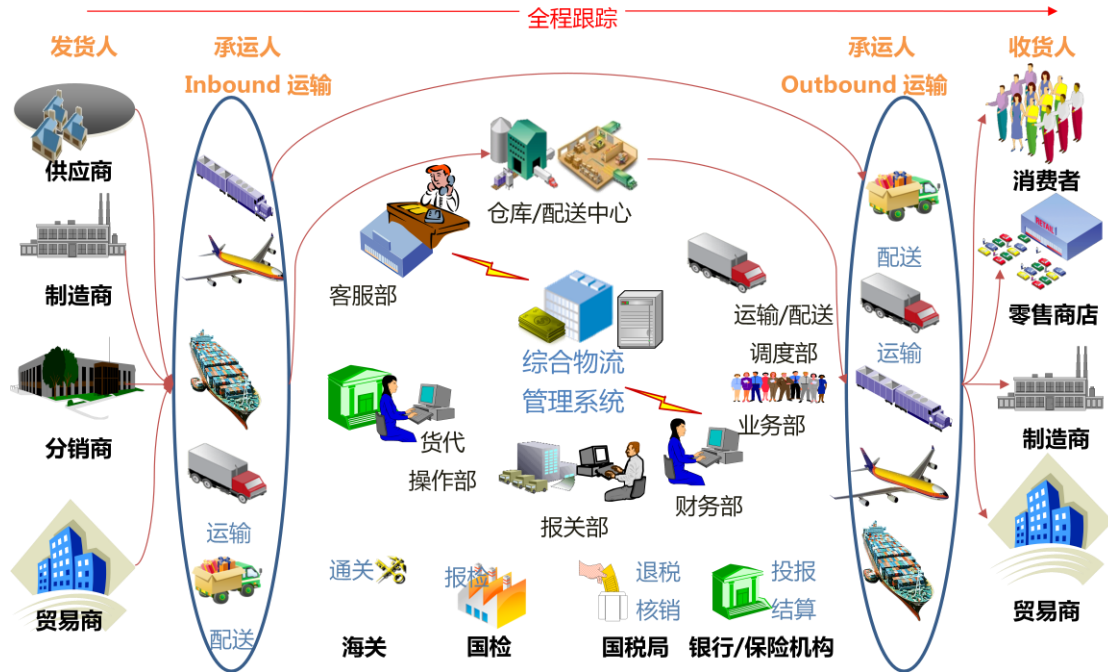 全程跟踪
发货人
承运人
Inbound 运输
承运人
Outbound 运输
收货人
供应商
制造商
分销商
贸易商
运输
配送
仓库/配送中心
客服部
综合物流
管理系统
运输/配送
调度部
业务部
货代
操作部
报关部
财务部
通关
海关
报检
国检
退税
核销
国税局
投报
结算
银行/保险机构
配送
运输
消费者
RETAIL
零售商店
制造商
贸易商